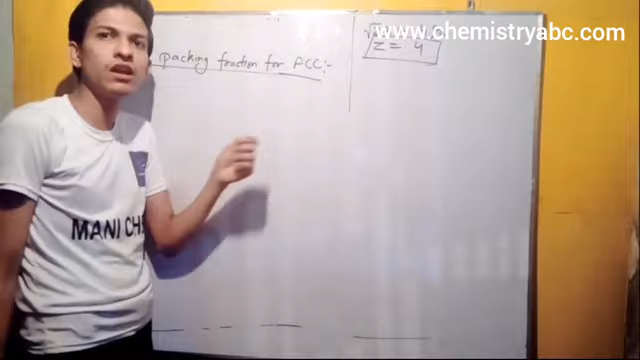 www.chemistryabc.com
packing fraction for FCC :-
Z = 4
MANI CH